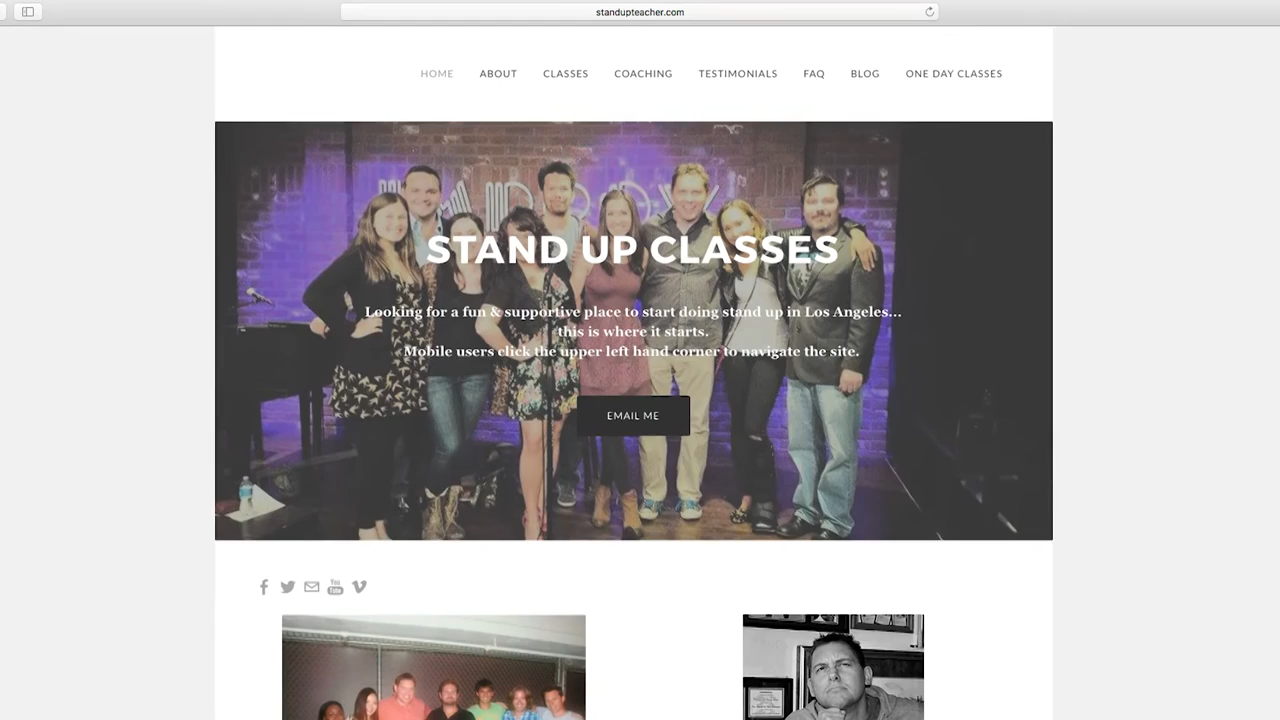 standupteacher.com
HOME ABOUT CLASSES COACHING TESTIMONIALS FAQ BLOG ONE DAY CLASSES
STAND UP CLASSES
Looking for a fun & supportive place to start doing stand up in Los Angeles...
this is where it starts.
Mobile users click the upper left hand corner to navigate the site.
EMAIL ME
You
Tube